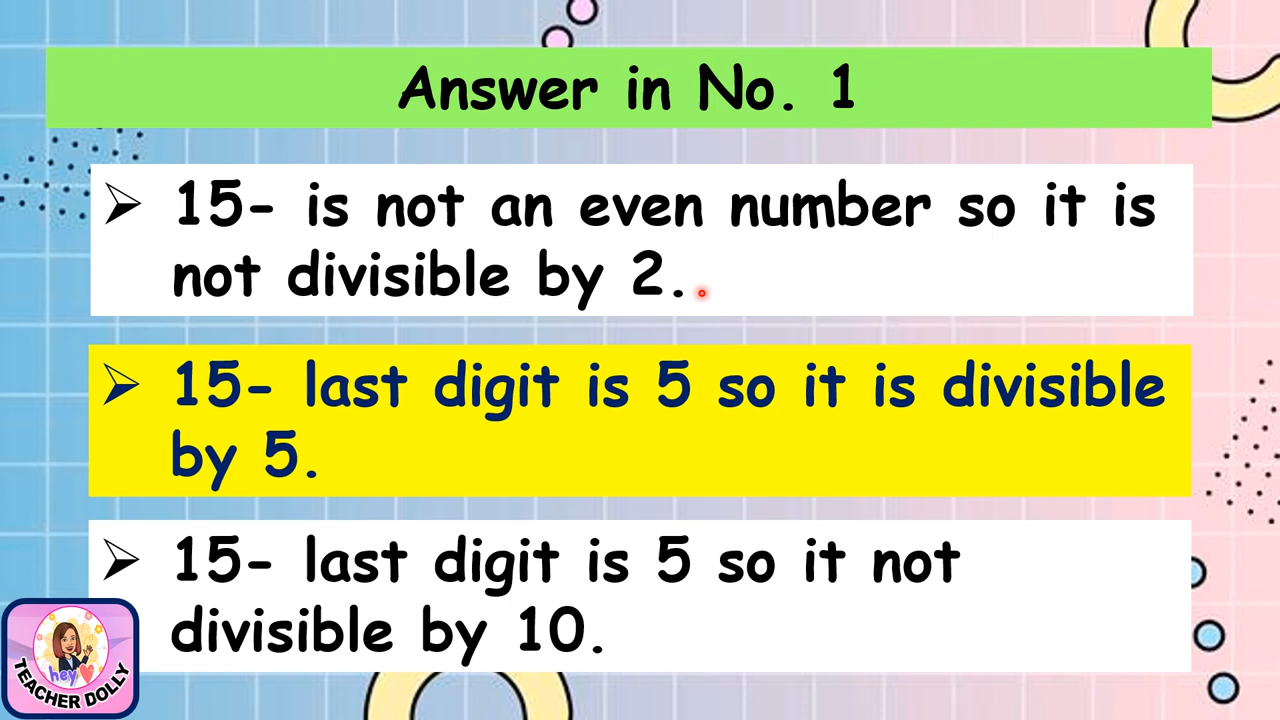 Answer in No. 1
15- is not an even number so it is
not divisible by 2.
15- last digit is 5 so it is divisible
by 5.
15- last digit is 5 so it not
divisible by 10.
hey
TEACHER DOLLY